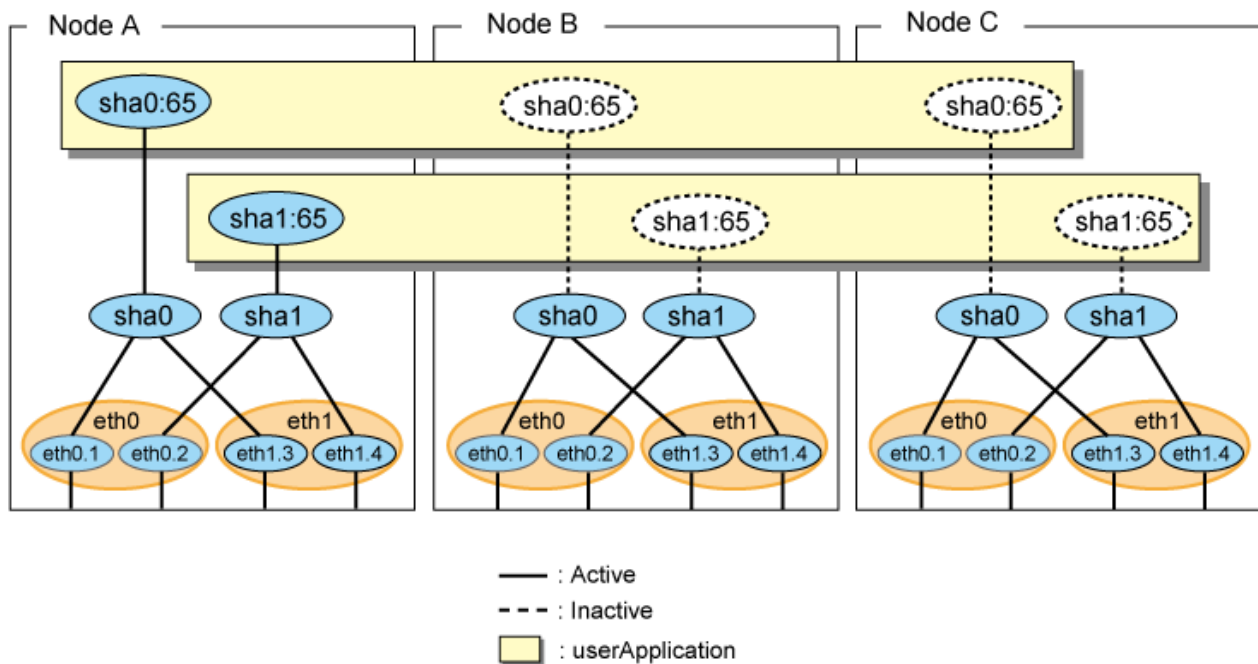 Node A Node B Node C
sha0:65 sha0:65 sha0:65
sha1:65 sha1:65 sha1:65
sha0 sha1 sha0 sha1 sha0 sha1
eth0 eth1 eth0 eth1 eth0 eth1
eth0.1 eth0.2 eth1.3 eth1.4 eth0.1 eth0.2 eth1.3 eth1.4 eth0.1 eth0.2 eth1.3 eth1.4
: Active
: Inactive
: userApplication